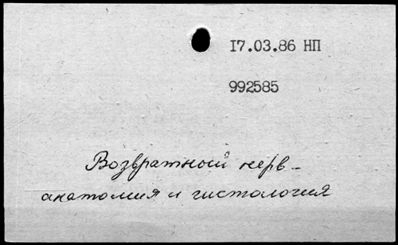 17.03.86 НП
992585
Возвратный нерв -
анатомия и гистология